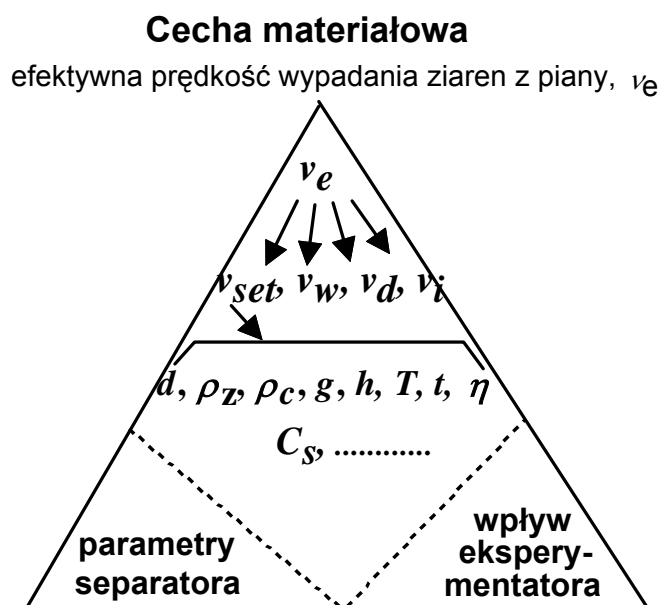 Cecha materiałowa
efektywna prędkość wypadania ziaren z piany, ve
ve
vset, vw, vd, vi
d, ρz, ρc, g, h, T, t, η
Cs, ............
parametry
separatora
wpływ
ekspery-
mentatora